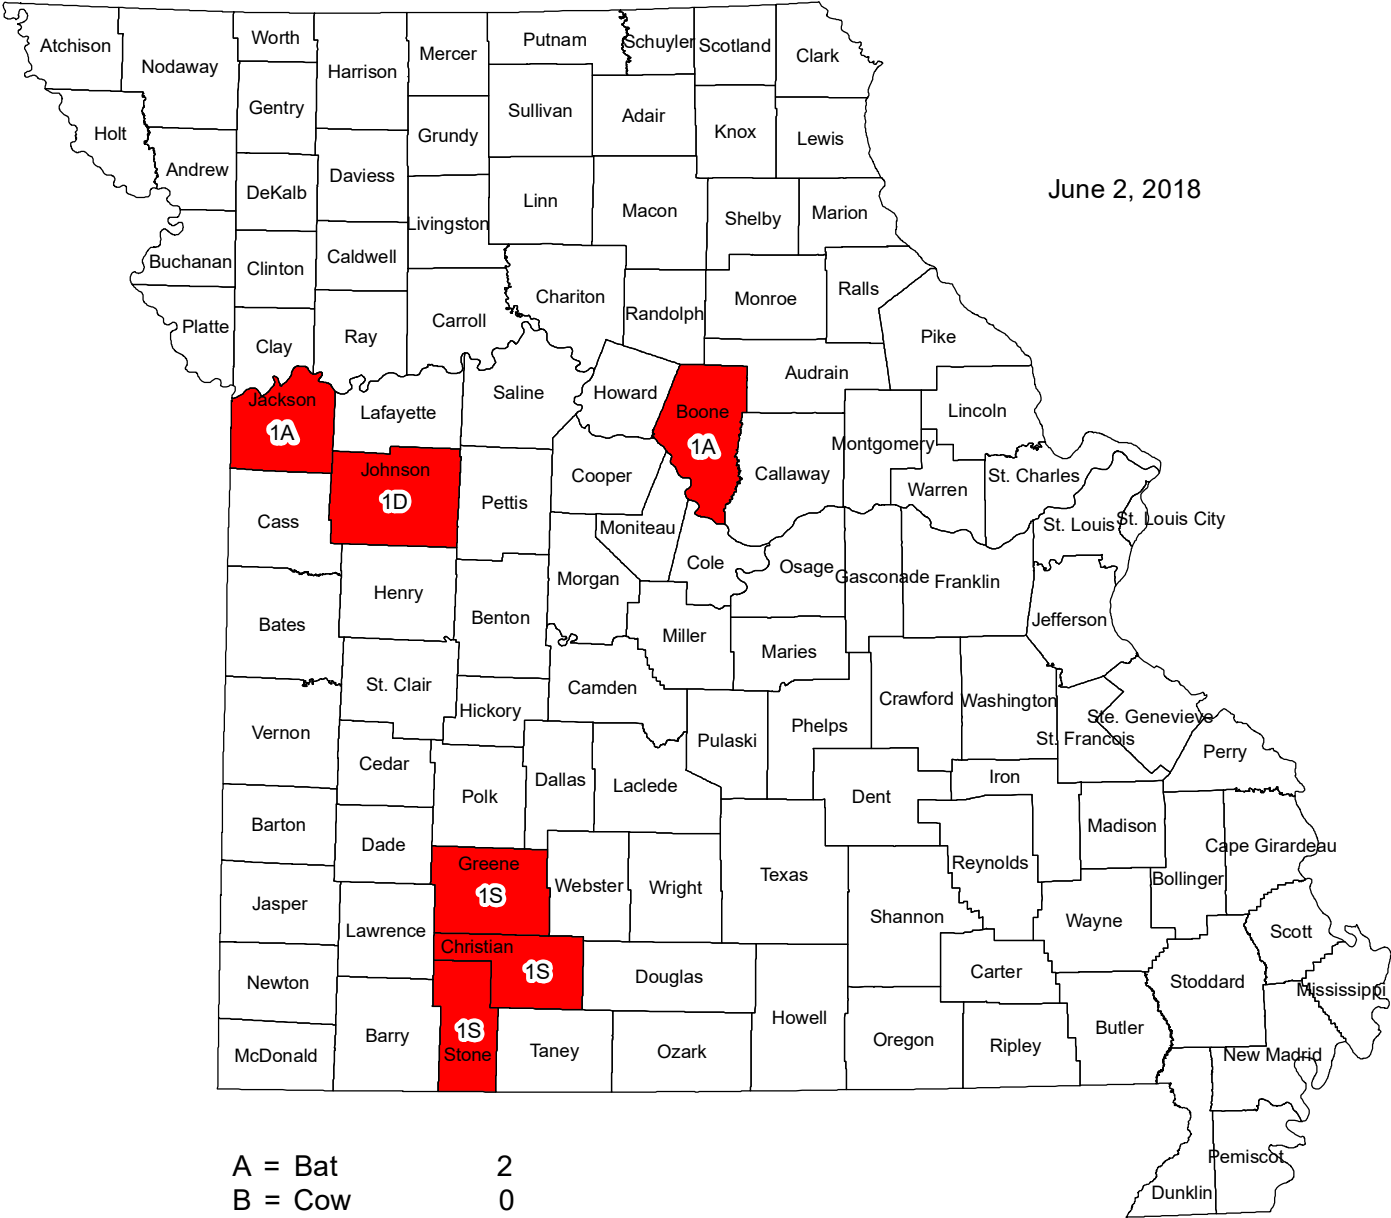 Atchison
Nodaway
Worth
Harrison
Mercer
Putnam
Schuyler
Scotland
Clark
Gentry
Sullivan
Adair
Knox
Lewis
Holt
Grundy
Andrew
DeKalb
Daviess
Linn
Macon
Shelby
Marion
June 2, 2018
Livingston
Buchanan
Clinton
Caldwell
Chariton
Randolph
Monroe
Ralls
Platte
Clay
Ray
Carroll
Pike
Jackson
1A
Lafayette
Saline
Howard
Boone
1A
Audrain
Lincoln
Montgomery
Johnson
1D
Pettis
Cooper
Callaway
Warren
St. Charles
Cass
Moniteau
St. Louis
St. Louis City
Cole
Osage
Gasconade
Franklin
Henry
Morgan
Bates
Benton
Miller
Maries
Jefferson
St. Clair
Camden
Hickory
Crawford
Washington
Ste. Genevieve
Vernon
Pulaski
Phelps
St. Francois
Perry
Cedar
Dallas
Laclede
Iron
Polk
Dent
Barton
Dade
Madison
Cape Girardeau
Greene
1S
Webster
Wright
Texas
Reynolds
Bollinger
Jasper
Lawrence
Shannon
Wayne
Scott
Christian
1S
Newton
Douglas
Carter
Stoddard
Mississippi
Howell
1S
Stone
McDonald
Barry
Taney
Ozark
Oregon
Ripley
Butler
New Madrid
Pemiscot
Dunklin
A = Bat 2
B = Cow 0